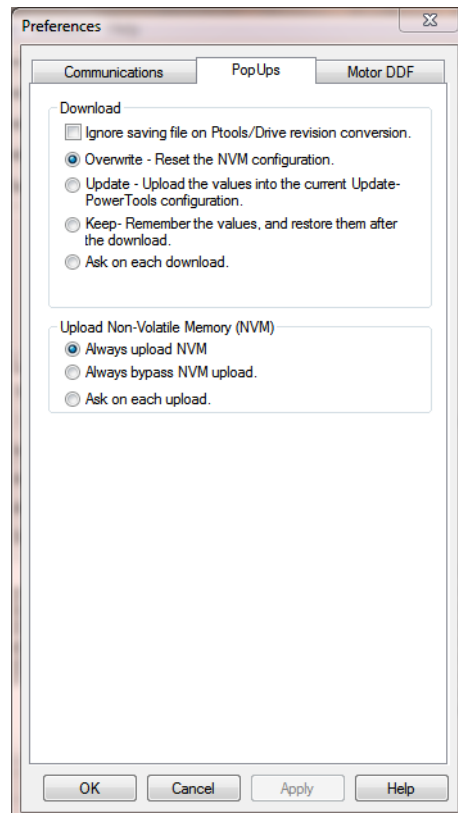 Preferences
Communications
PopUps
Motor DDF
Download
Ignore saving file on Ptools/Drive revision conversion.
Overwrite - Reset the NVM configuration.
Update - Upload the values into the current Update-
PowerTools configuration.
Keep- Remember the values, and restore them after
the download.
Ask on each download.
Upload Non-Volatile Memory (NVM)
Always upload NVM
Always bypass NVM upload.
Ask on each upload.
OK
Cancel
Apply
Help